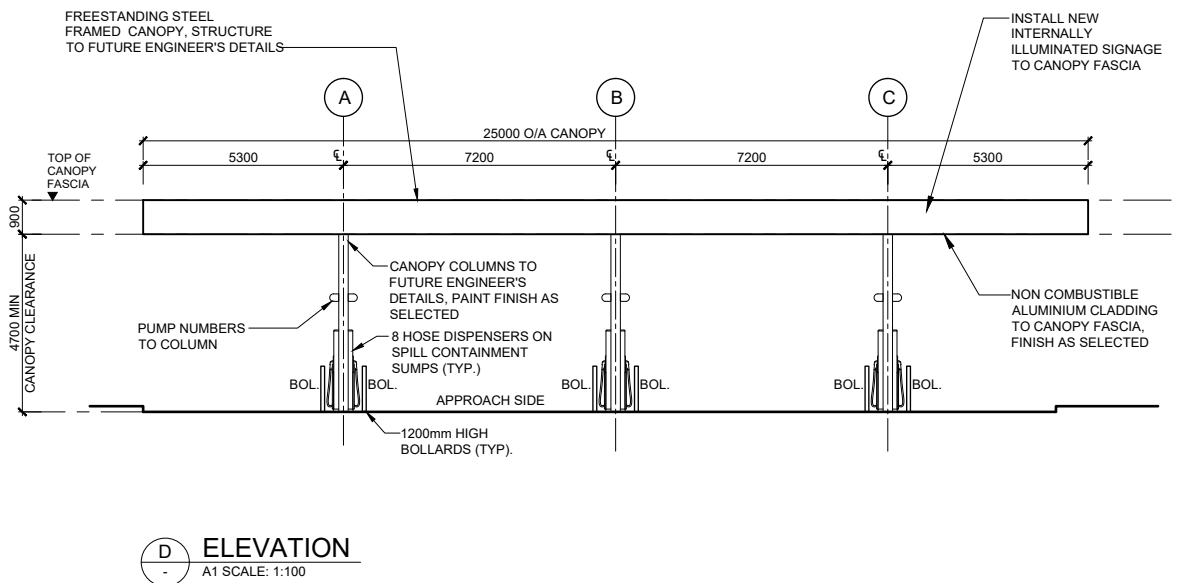 FREESTANDING STEEL
FRAMED CANOPY, STRUCTURE
TO FUTURE ENGINEER'S DETAILS
INSTALL NEW
INTERNALLY
ILLUMINATED SIGNAGE
TO CANOPY FASCIA
A
B
C
25000 O/A CANOPY
5300
℄
7200
℄
7200
℄
5300
TOP OF
CANOPY
FASCIA
900
4700 MIN
CANOPY CLEARANCE
CANOPY COLUMNS TO
FUTURE ENGINEER'S
DETAILS, PAINT FINISH AS
SELECTED
PUMP NUMBERS
TO COLUMN
8 HOSE DISPENSERS ON
SPILL CONTAINMENT
SUMPS (TYP.)
NON COMBUSTIBLE
ALUMINIUM CLADDING
TO CANOPY FASCIA,
FINISH AS SELECTED
BOL.
BOL.
BOL.
BOL.
BOL.
BOL.
APPROACH SIDE
1200mm HIGH
BOLLARDS (TYP).
D
-
ELEVATION
A1 SCALE: 1:100